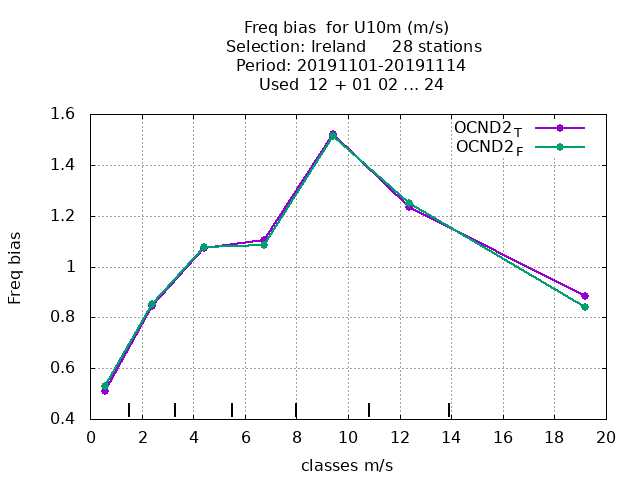 Freq bias  for U10m (m/s)
Selection: Ireland     28 stations
Period: 20191101-20191114
Used  12 + 01 02 ... 24
OCND2_T
OCND2_F
1.6
1.4
1.2
1
0.8
0.6
0.4
Freq bias
0 2 4 6 8 10 12 14 16 18 20
classes m/s